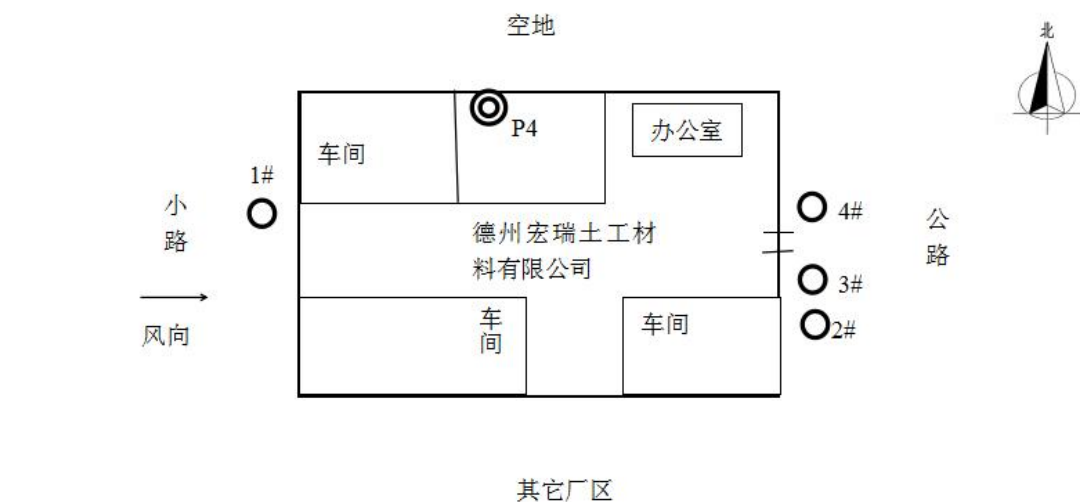 空地
北
P4
办公室
车间
1#
小路
4#
公路
德州宏瑞土工材
料有限公司
3#
风向
车间
车间
2#
其它厂区